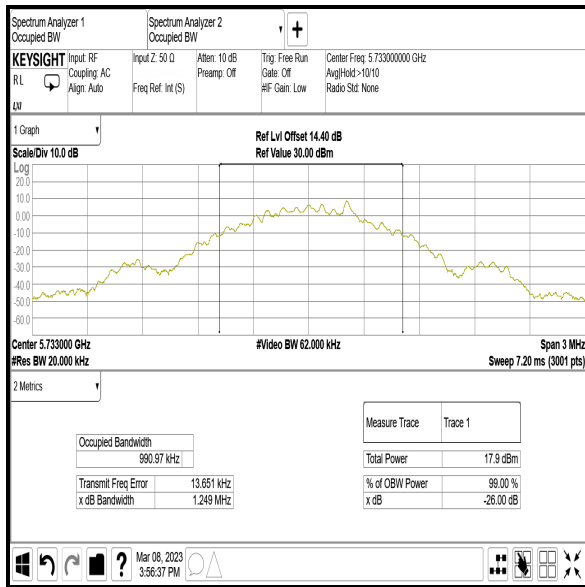 Spectrum Analyzer 1
Occupied BW
Spectrum Analyzer 2
Occupied BW
KEYSIGHT
R L
LXI
Input: RF
Coupling: AC
Align: Auto
Input Z: 50 Ω
Freq Ref: Int (S)
Atten: 10 dB
Preamp: Off
Trig: Free Run
Gate: Off
#IF Gain: Low
Center Freq: 5.733000000 GHz
Avg|Hold:>10/10
Radio Std: None
1 Graph
Scale/Div 10.0 dB
Ref Lvl Offset 14.40 dB
Ref Value 30.00 dBm
Log
20.0
10.0
0.00
-10.0
-20.0
-30.0
-40.0
-50.0
-60.0
Center 5.733000 GHz
#Video BW 62.000 kHz
Span 3 MHz
#Res BW 20.000 kHz
Sweep 7.20 ms (3001 pts)
2 Metrics
Occupied Bandwidth
990.97 kHz
Transmit Freq Error 13.651 kHz
x dB Bandwidth 1.249 MHz
Measure Trace Trace 1
Total Power 17.9 dBm
% of OBW Power 99.00 %
x dB -26.00 dB
?
Mar 08, 2023
3:56:37 PM